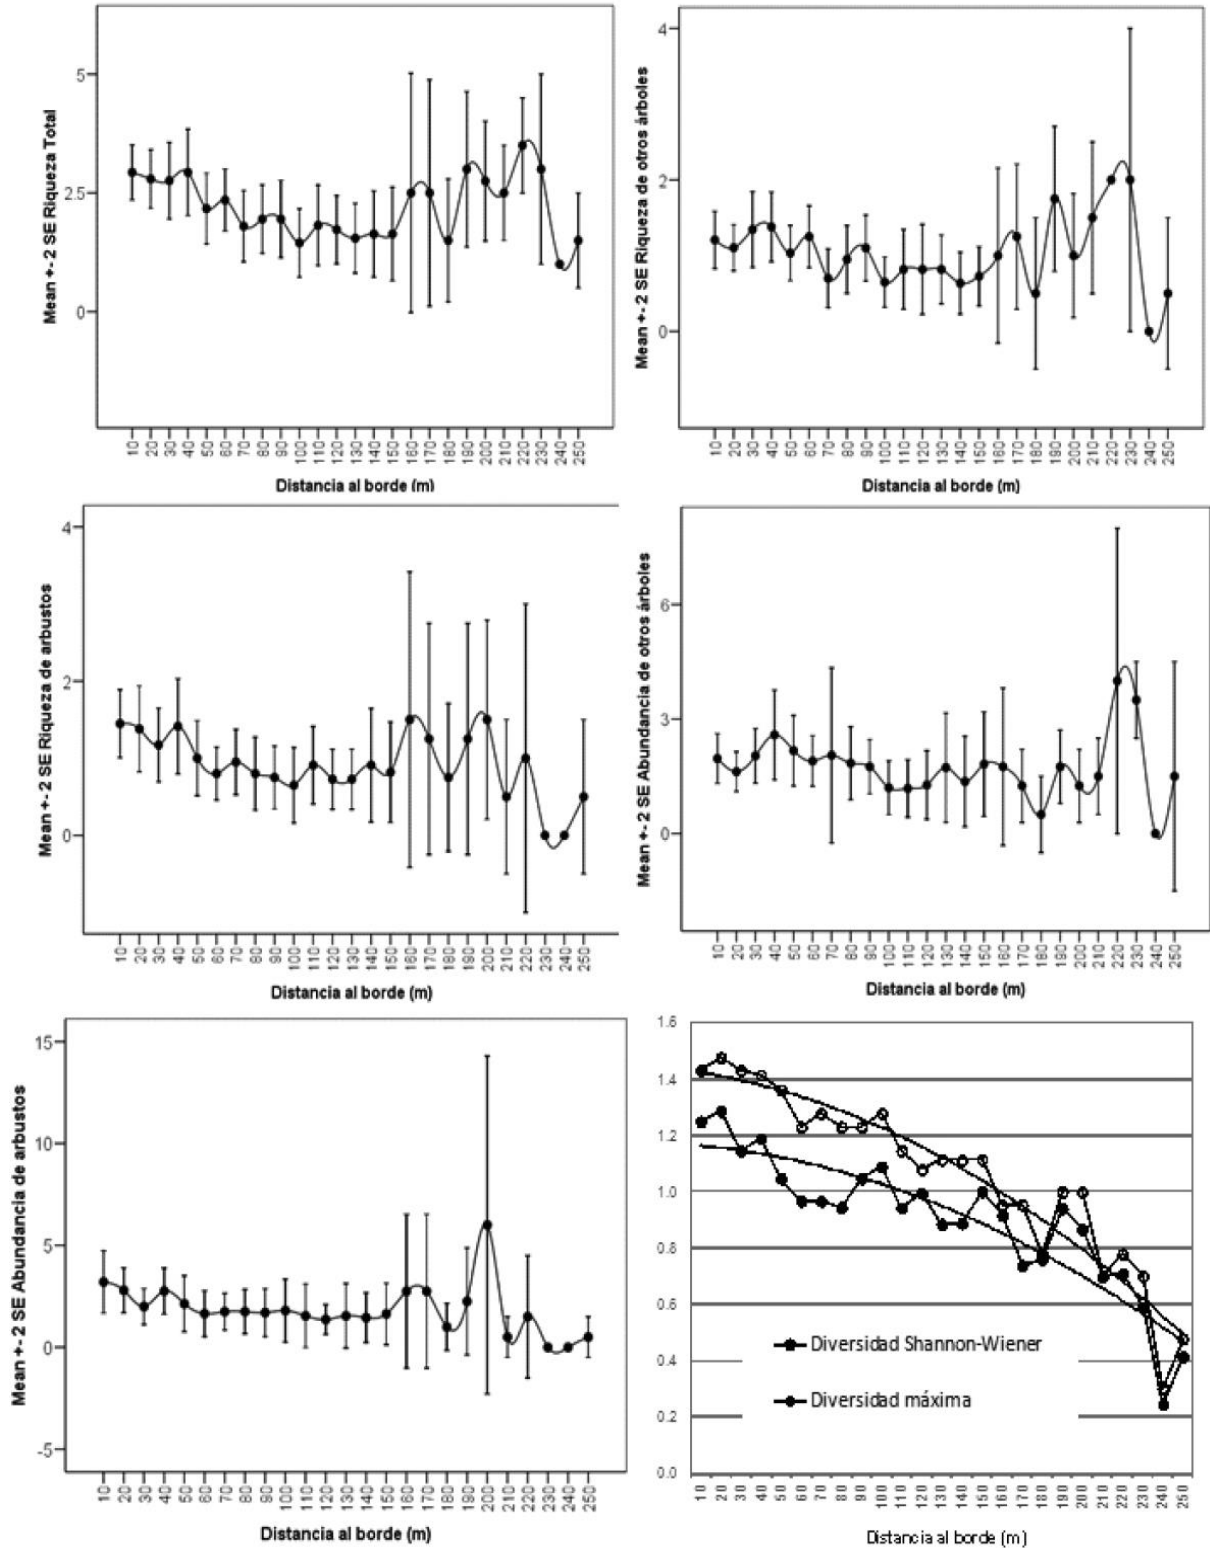 Mean +- 2 SE Riqueza Total
5
2.5
0
10 20 30 40 50 60 70 80 90 100 110 120 130 140 150 160 170 180 190 200 210 220 230 240 250
Distancia al borde (m)
Mean +- 2 SE Riqueza de otros árboles
4
2
0
10 20 30 40 50 60 70 80 90 100 110 120 130 140 150 160 170 180 190 200 210 220 230 240 250
Distancia al borde (m)
Mean +- 2 SE Riqueza de arbustos
4
2
0
10 20 30 40 50 60 70 80 90 100 110 120 130 140 150 160 170 180 190 200 210 220 230 240 250
Distancia al borde (m)
Mean +- 2 SE Abundancia de otros árboles
6
3
0
10 20 30 40 50 60 70 80 90 100 110 120 130 140 150 160 170 180 190 200 210 220 230 240 250
Distancia al borde (m)
Mean +- 2 SE Abundancia de arbustos
15
10
5
0
-5
10 20 30 40 50 60 70 80 90 100 110 120 130 140 150 160 170 180 190 200 210 220 230 240 250
Distancia al borde (m)
1.6
1.4
1.2
1.0
0.8
0.6
0.4
0.2
0.0
Diversidad Shannon-Wiener
Diversidad máxima
10 20 30 40 50 60 70 80 90 100 110 120 130 140 150 160 170 180 190 200 210 220 230 240 250
Distancia al borde (m)